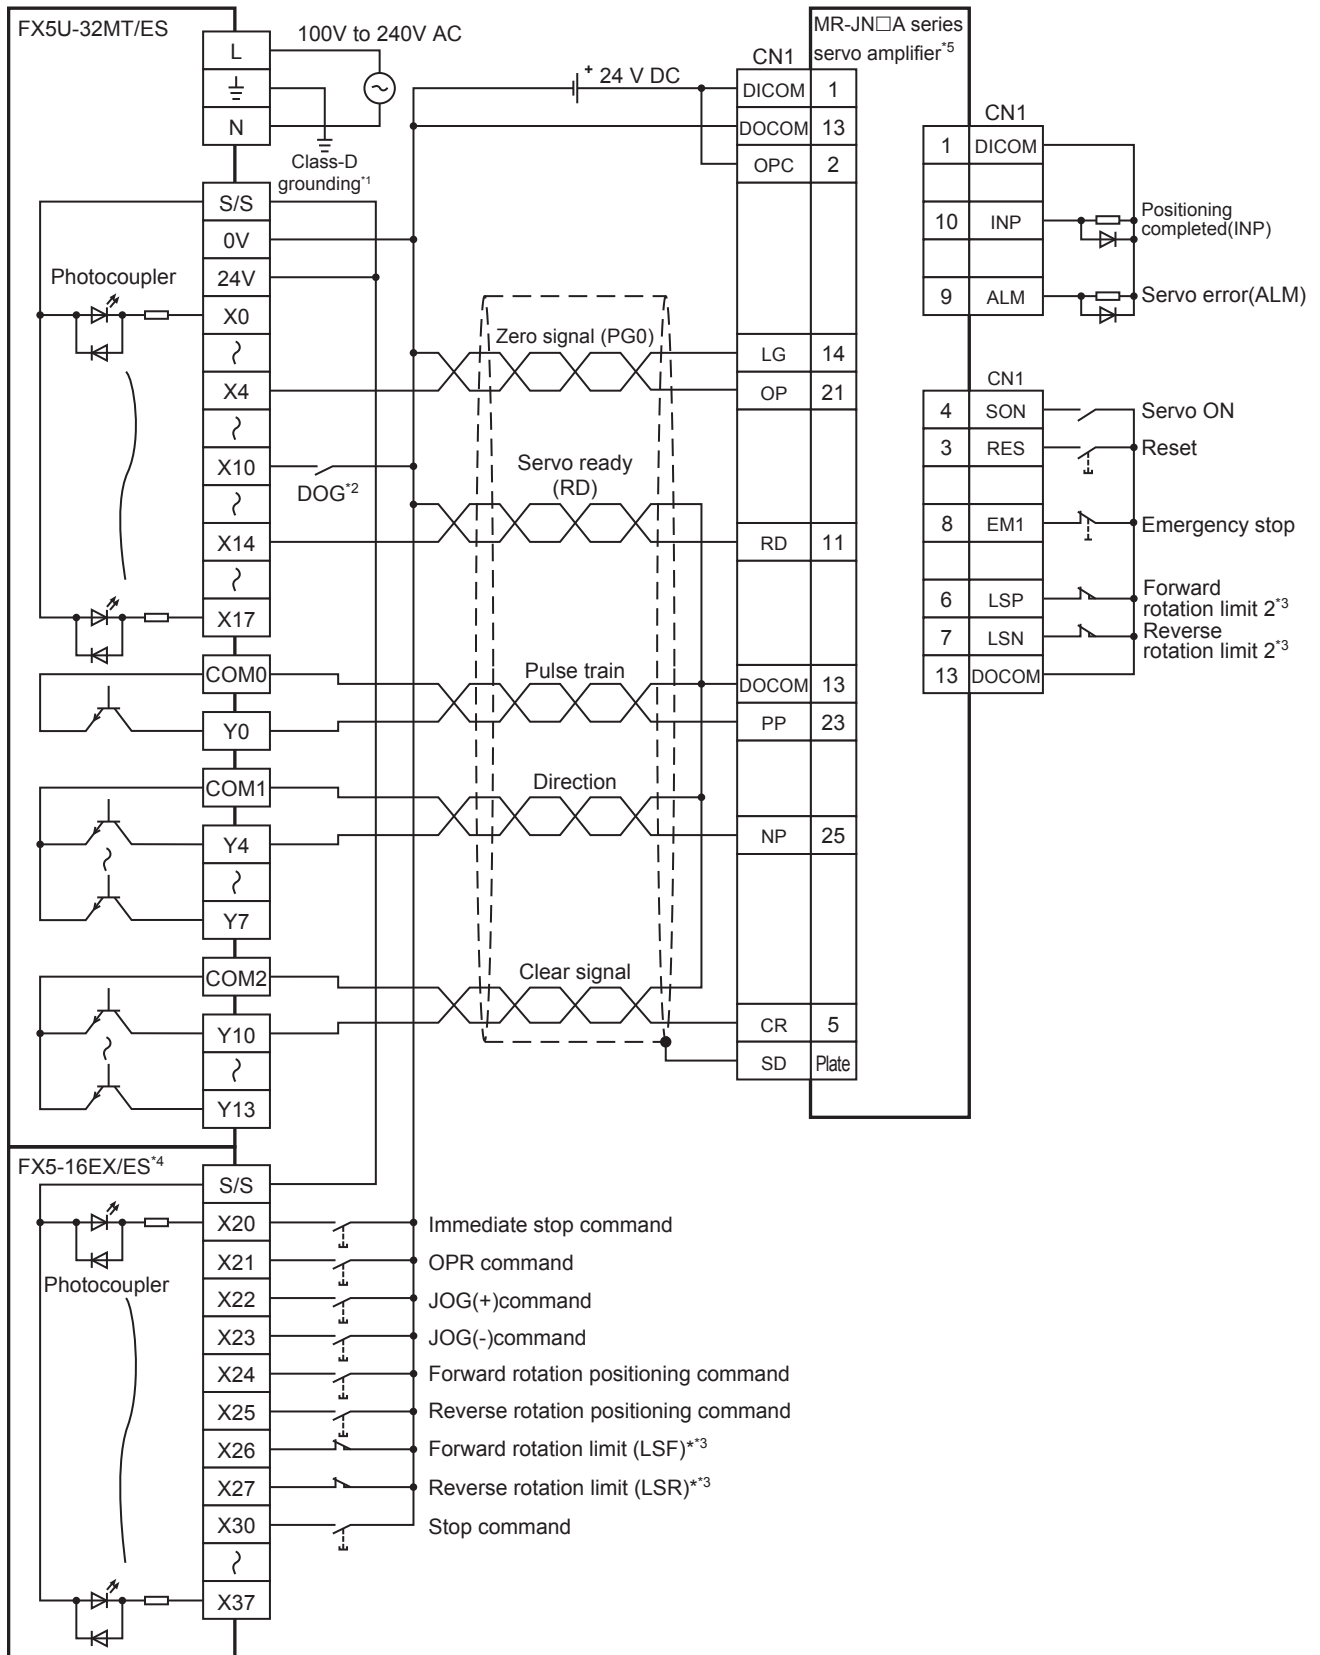 FX5U-32MT/ES
L
N
100V to 240V AC
Class-D
grounding*1
S/S
0V
24V
X0
X4
X10
X14
X17
COM0
Y0
COM1
Y4
Y7
COM2
Y10
Y13
Photocoupler
DOG*2
+ 24 V DC
Zero signal (PG0)
Servo ready
(RD)
Pulse train
Direction
Clear signal
MR-JN□A series
servo amplifier*5
CN1
DICOM 1
DOCOM 13
OPC 2
LG 14
OP 21
RD 11
DOCOM 13
PP 23
NP 25
CR 5
SD Plate
CN1
1 DICOM
10 INP
9 ALM
Positioning
completed(INP)
Servo error(ALM)
CN1
4 SON Servo ON
3 RES Reset
8 EM1 Emergency stop
6 LSP Forward
rotation limit 2*3
7 LSN Reverse
rotation limit 2*3
13 DOCOM
FX5-16EX/ES*4
Photocoupler
S/S
X20 Immediate stop command
X21 OPR command
X22 JOG(+)command
X23 JOG(-)command
X24 Forward rotation positioning command
X25 Reverse rotation positioning command
X26 Forward rotation limit (LSF)**3
X27 Reverse rotation limit (LSR)**3
X30 Stop command
X37